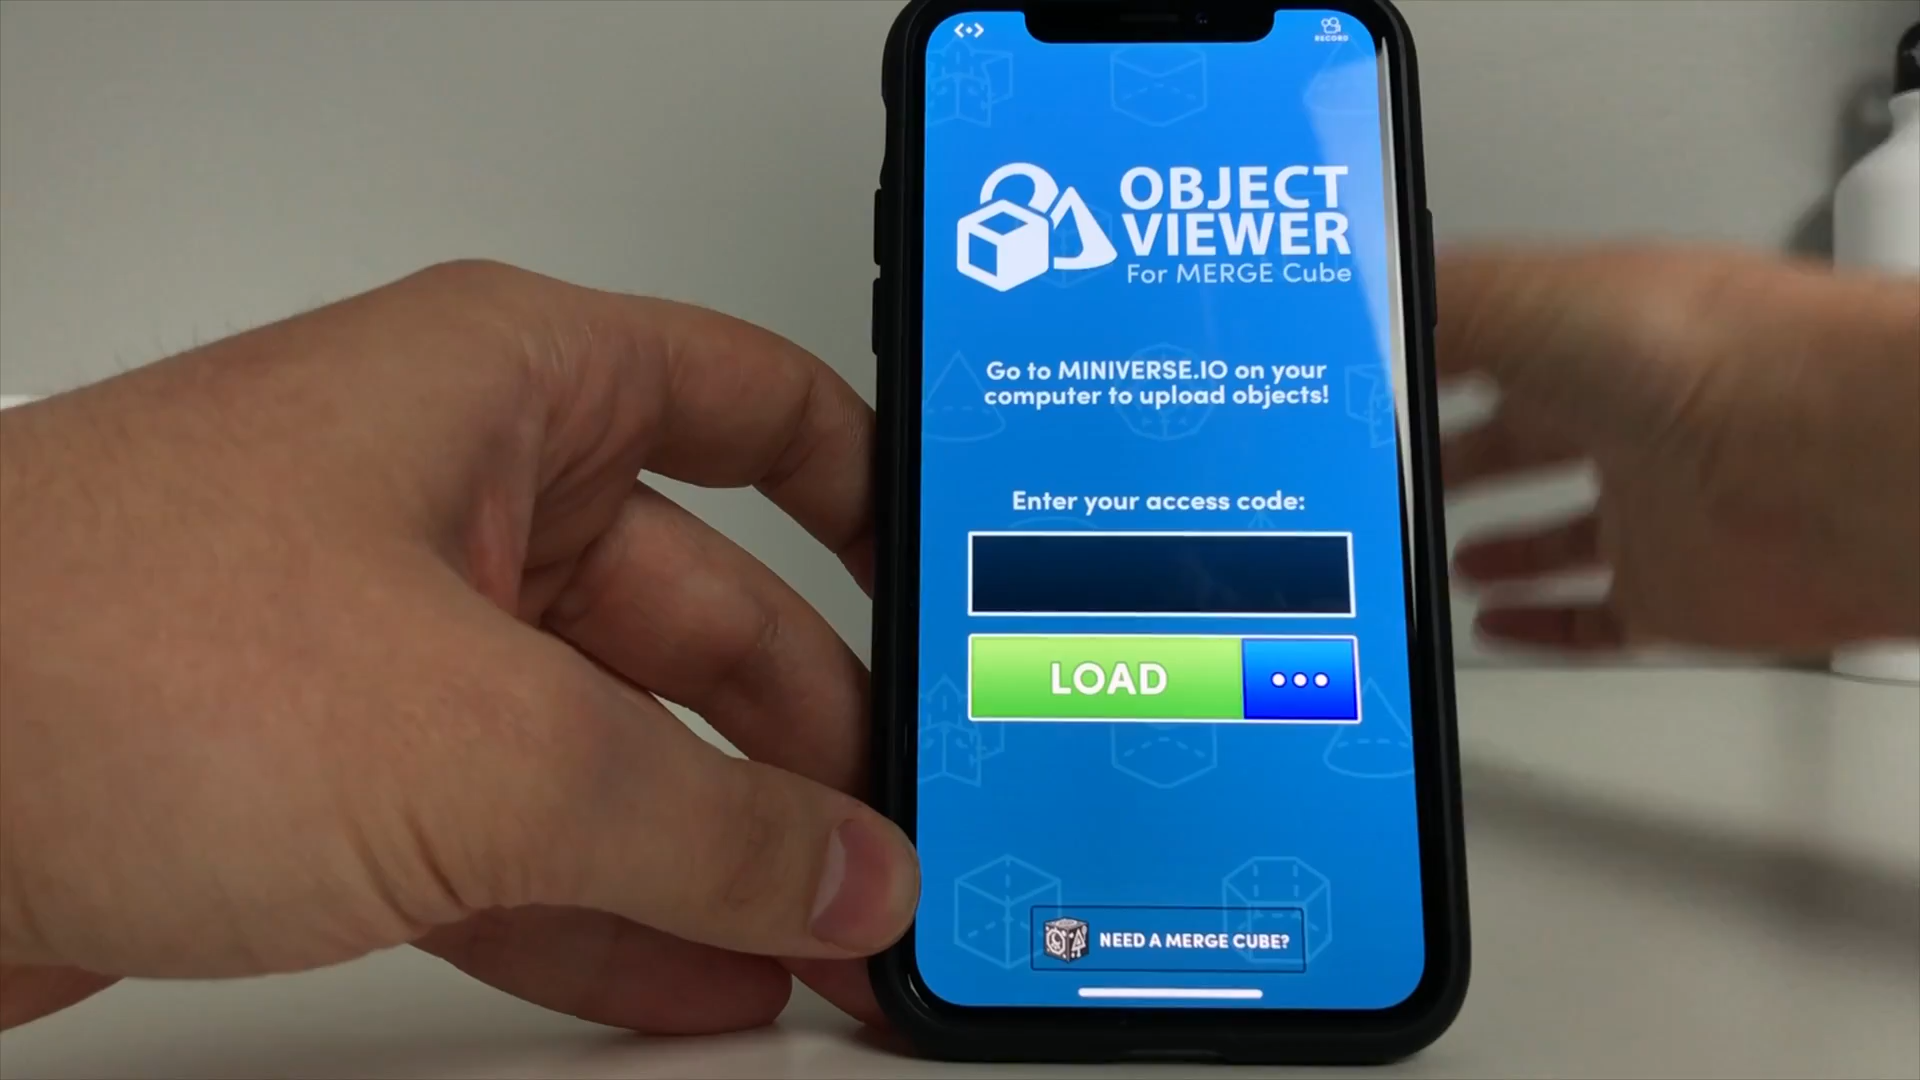 RECORD
OBJECT
VIEWER
For MERGE Cube
Go to MINIVERSE.IO on your
computer to upload objects!
Enter your access code:
LOAD
NEED A MERGE CUBE?